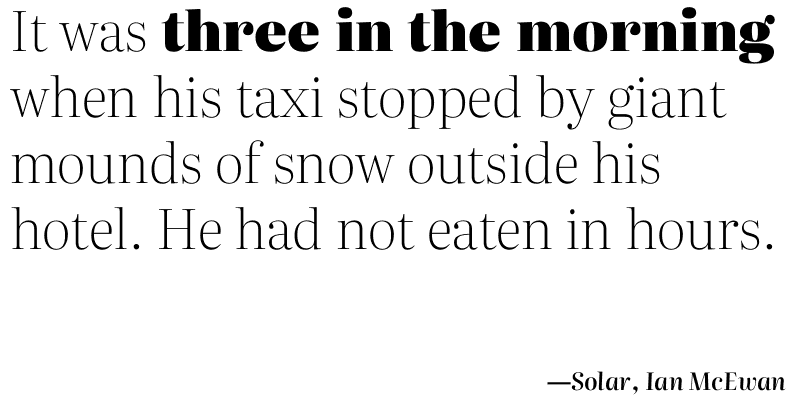 It was three in the morning
when his taxi stopped by giant
mounds of snow outside his
hotel. He had not eaten in hours.
—Solar, Ian McEwan